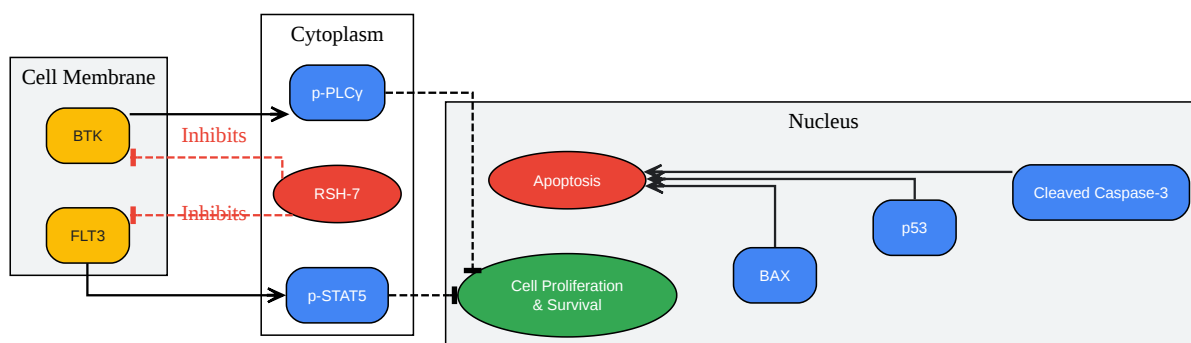 Cytoplasm
Cell Membrane
p-PLCγ
Nucleus
BTK
Inhibits
Apoptosis
RSH-7
Cleaved Caspase-3
Inhibits
FLT3
p53
BAX
p-STAT5
Cell Proliferation
& Survival